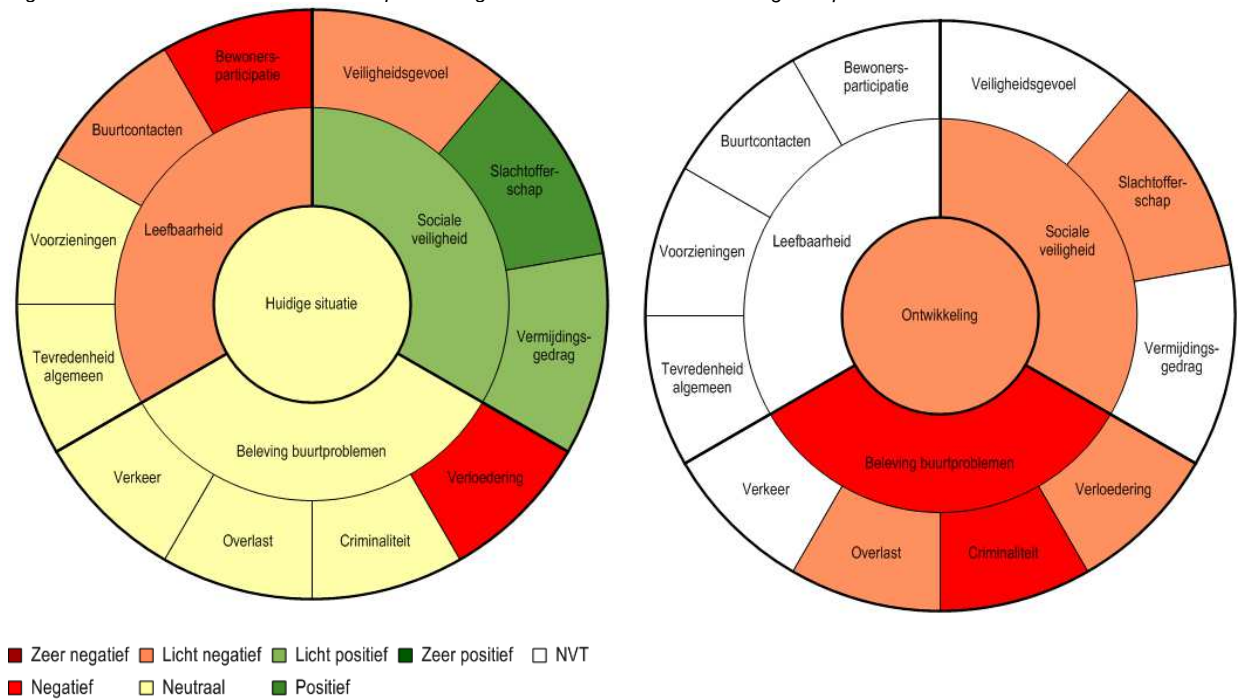 Bewoners-
participatie
Veiligheidsgevoel
Buurtcontacten
Slachtoffer-
schap
Voorzieningen
Leefbaarheid
Sociale
veiligheid
Huidige situatie
Tevredenheid
algemeen
Vermijdings-
gedrag
Beleving buurtproblemen
Verkeer
Verloedering
Overlast
Criminaliteit
Bewoners-
participatie
Veiligheidsgevoel
Buurtcontacten
Slachtoffer-
schap
Voorzieningen
Leefbaarheid
Sociale
veiligheid
Ontwikkeling
Tevredenheid
algemeen
Vermijdings-
gedrag
Beleving buurtproblemen
Verkeer
Verloedering
Overlast
Criminaliteit
Zeer negatief Licht negatief Licht positief Zeer positief NVT
Negatief Neutraal Positief